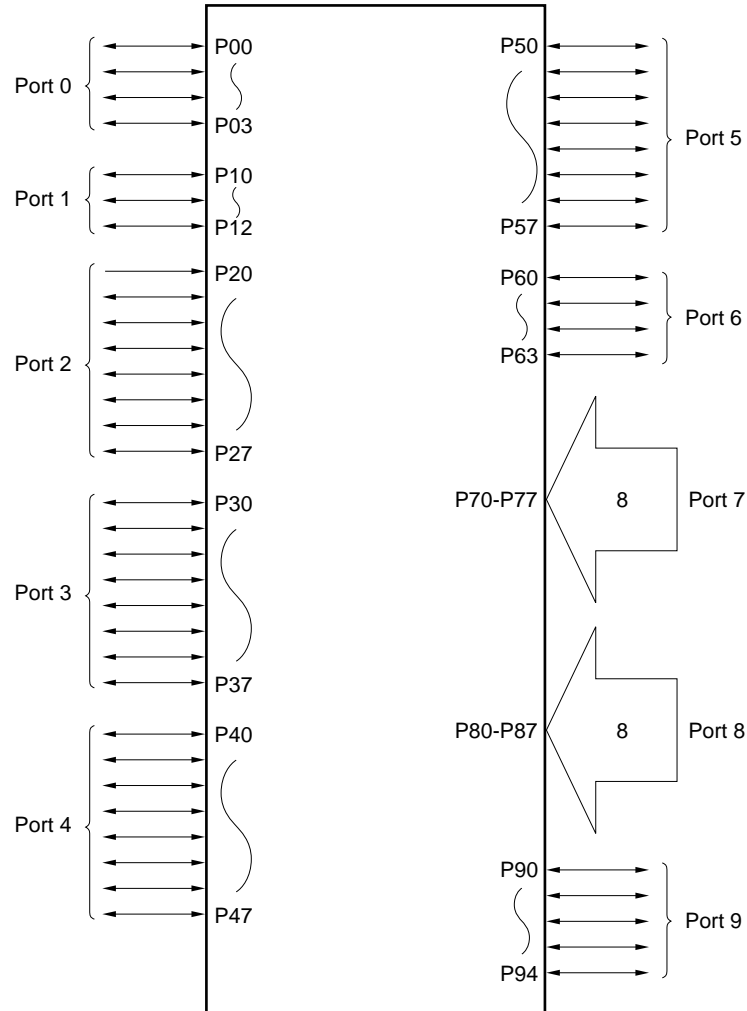 Port 0
P00
P03
Port 1
P10
P12
Port 2
P20
P27
Port 3
P30
P37
Port 4
P40
P47
P50
P57
Port 5
P60
P63
Port 6
P70-P77
8
Port 7
P80-P87
8
Port 8
P90
P94
Port 9